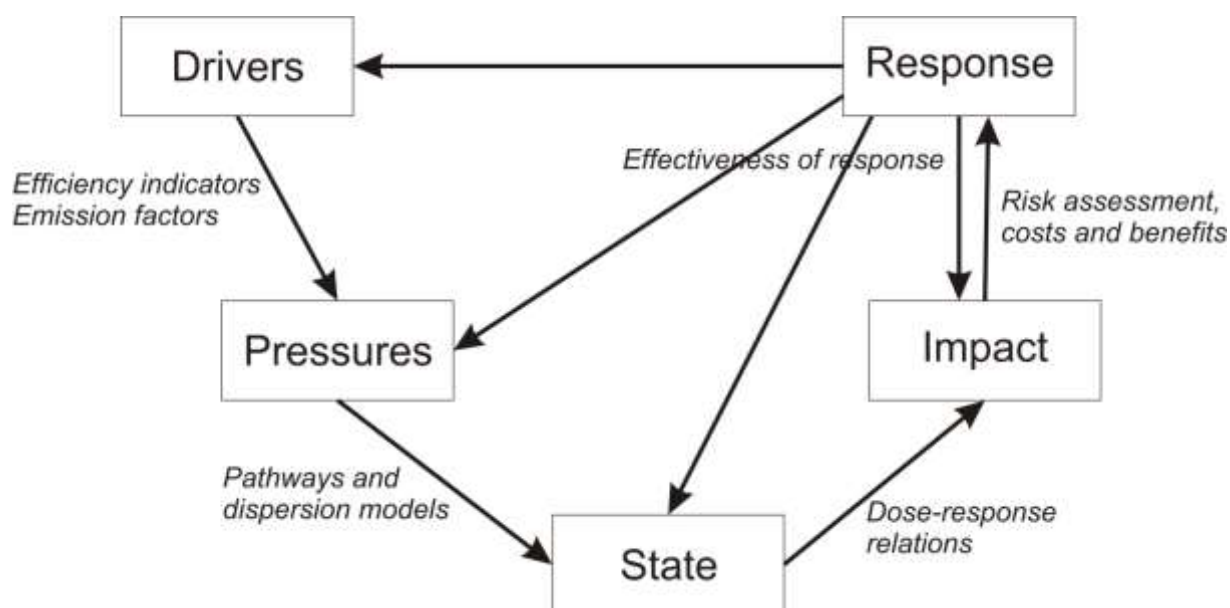 Drivers
Response
Effectiveness of response
Efficiency indicators
Emission factors
Risk assessment,
costs and benefits
Pressures
Impact
Pathways and
dispersion models
Dose-response
relations
State